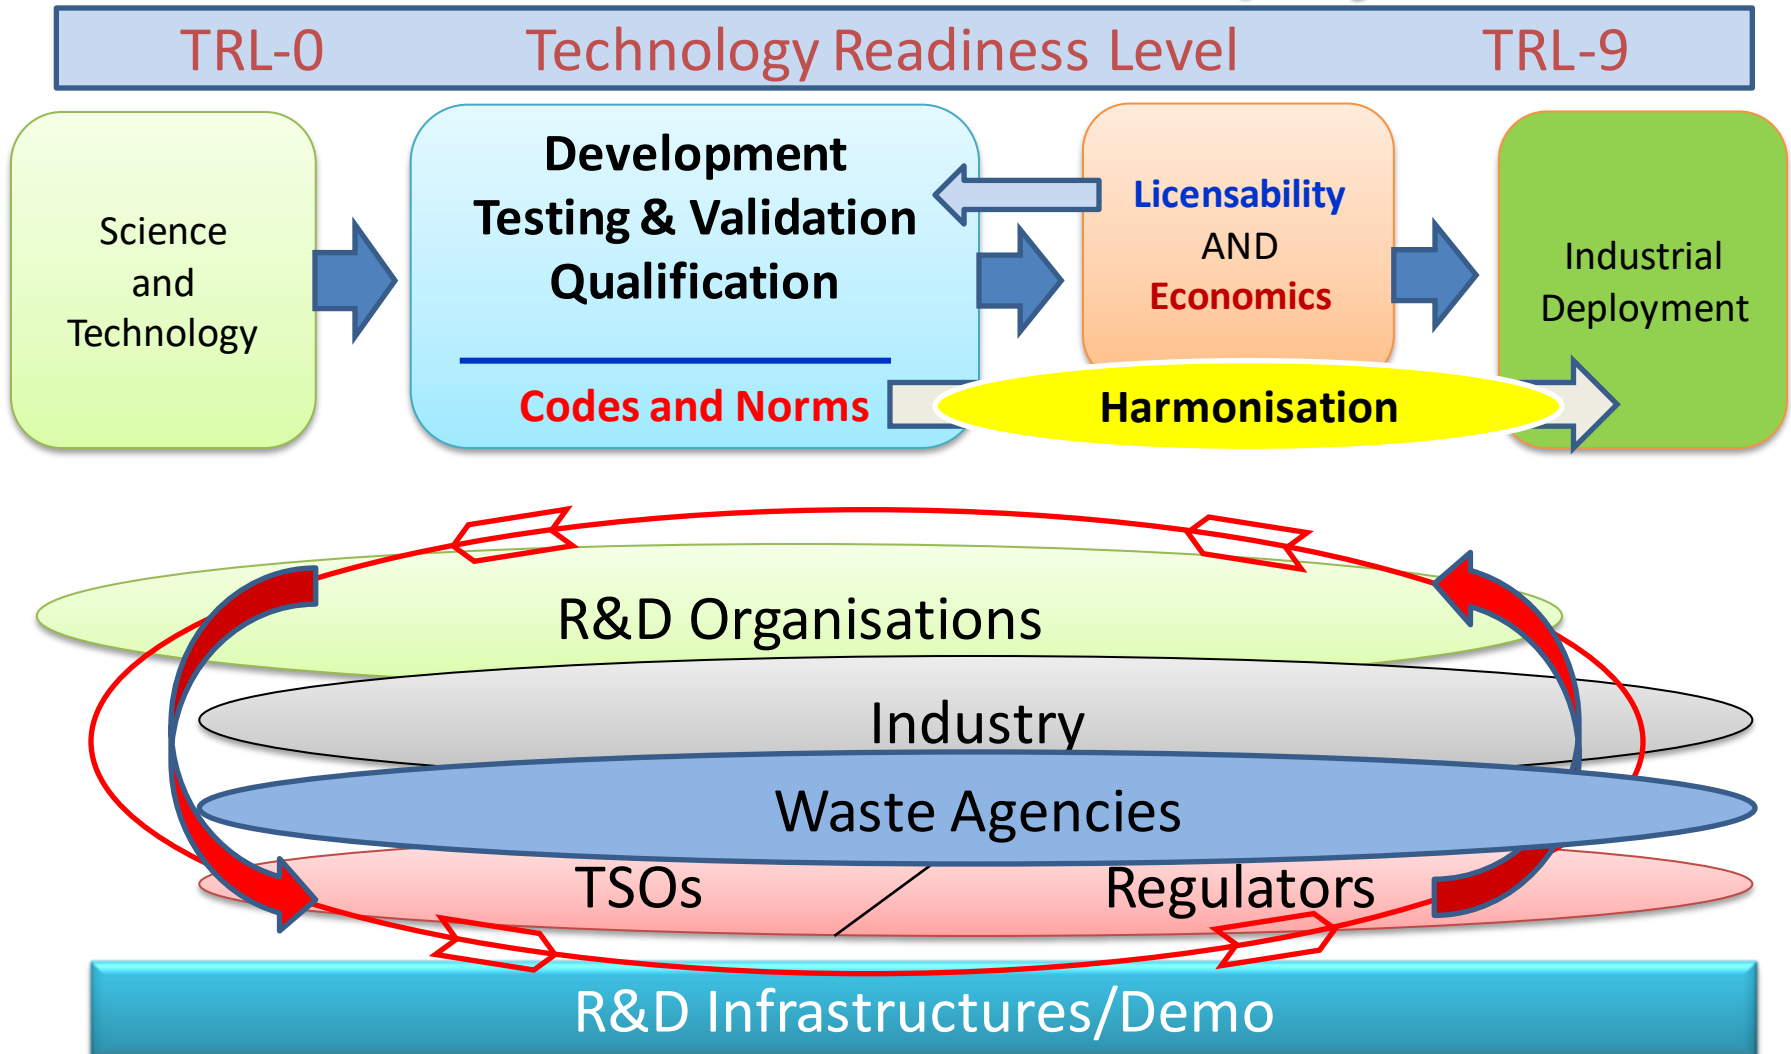 TRL-0 Technology Readiness Level TRL-9
Science
and
Technology
Development
Testing & Validation
Qualification
Codes and Norms
Licensability
AND
Economics
Harmonisation
Industrial
Deployment
R&D Organisations
Industry
Waste Agencies
TSOs
Regulators
R&D Infrastructures/Demo